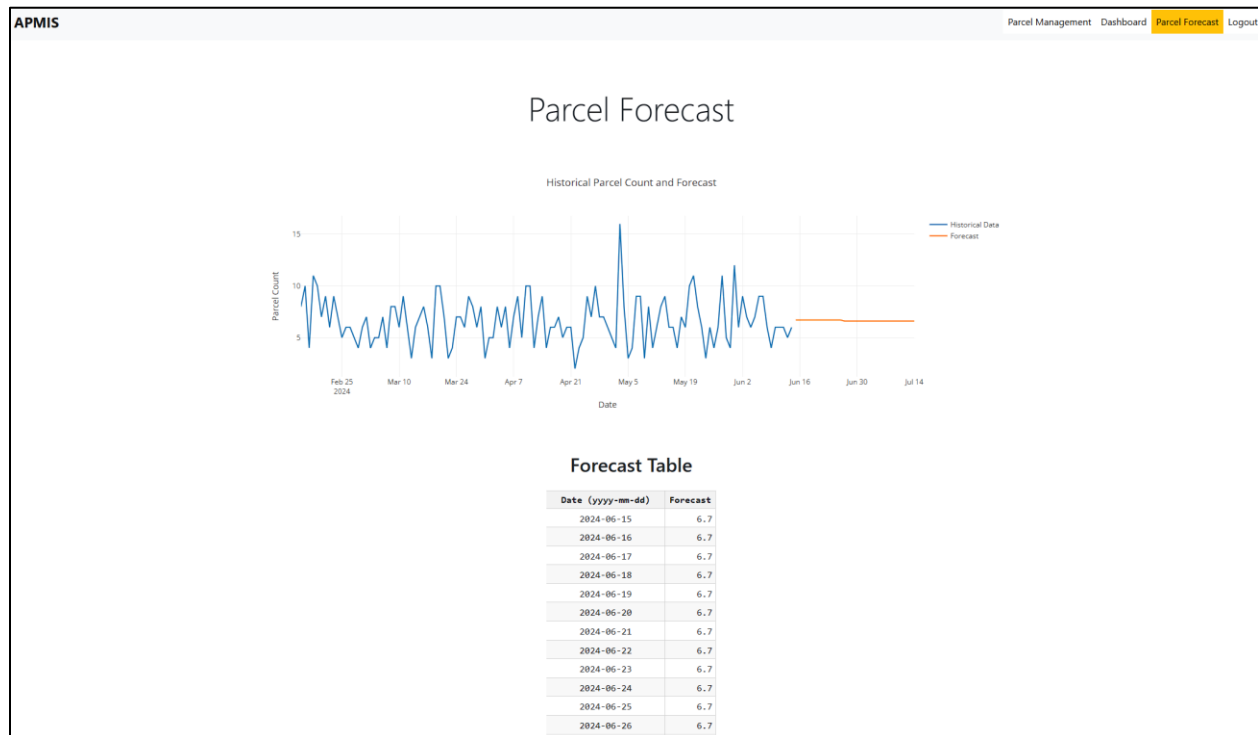 APMIS
Parcel Management Dashboard Parcel Forecast Logout
Parcel Forecast
Historical Parcel Count and Forecast
Historical Data
Forecast
Parcel Count
15
10
5
Feb 25 Mar 10 Mar 24 Apr 7 Apr 21 May 5 May 19 Jun 2 Jun 16 Jun 30 Jul 14
2024
Date
Forecast Table
Date (yyyy-mm-dd) Forecast
2024-06-15 6.7
2024-06-16 6.7
2024-06-17 6.7
2024-06-18 6.7
2024-06-19 6.7
2024-06-20 6.7
2024-06-21 6.7
2024-06-22 6.7
2024-06-23 6.7
2024-06-24 6.7
2024-06-25 6.7
2024-06-26 6.7